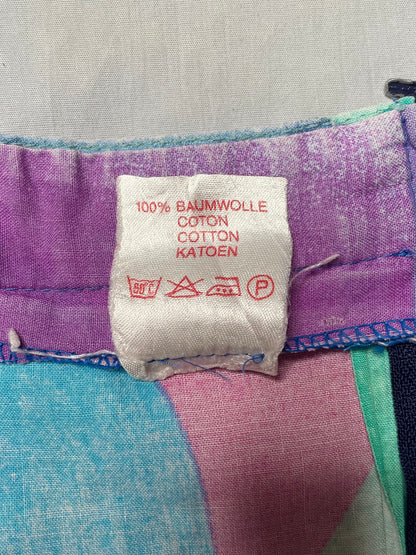 100% BAUMWOLLE
COTON
COTTON
KATOEN
60°C P